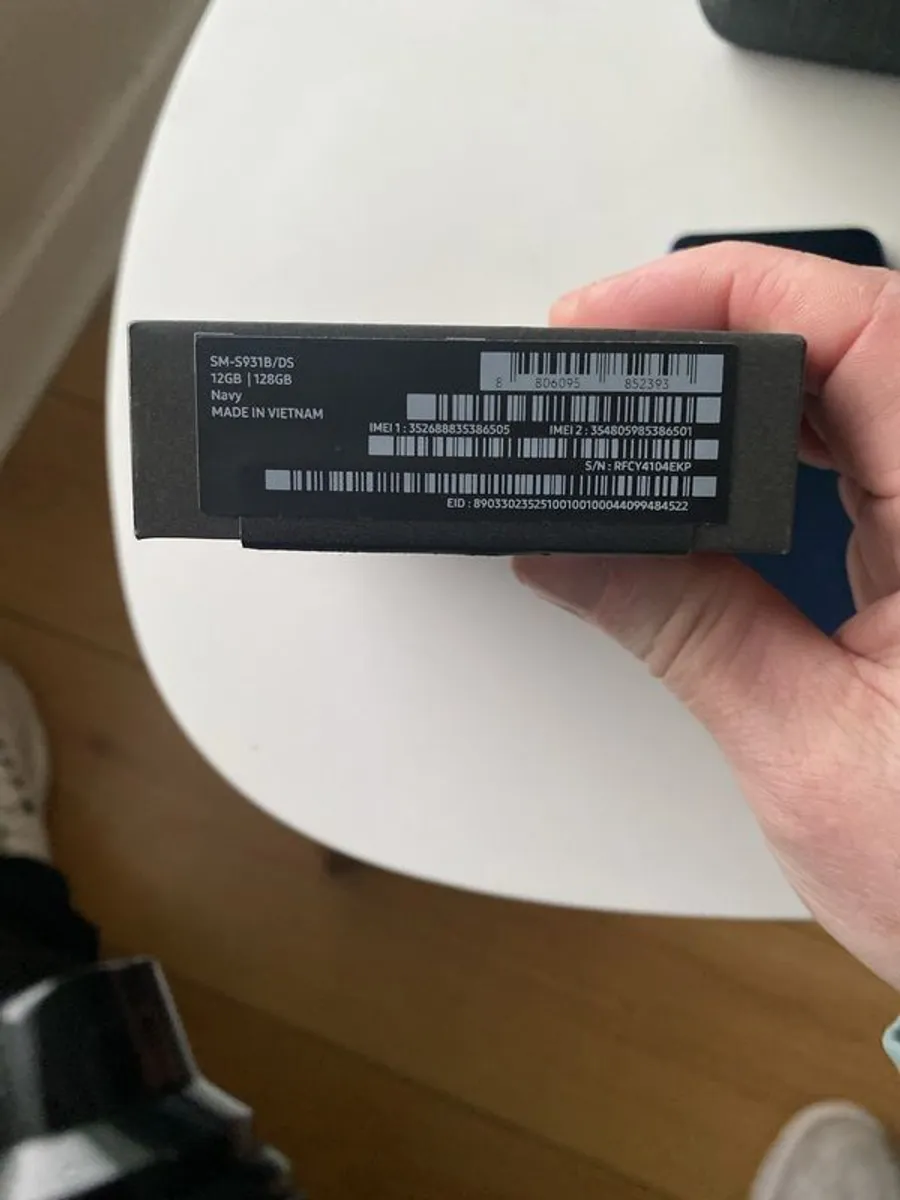 SM-S931B/DS
12GB | 128GB
Navy
MADE IN VIETNAM
8 806095 852393
IMEI 1 : 352688835386505 IMEI 2 : 354805985386501
S/N : RFCY4104EKP
EID : 89033023525100100100044099484522